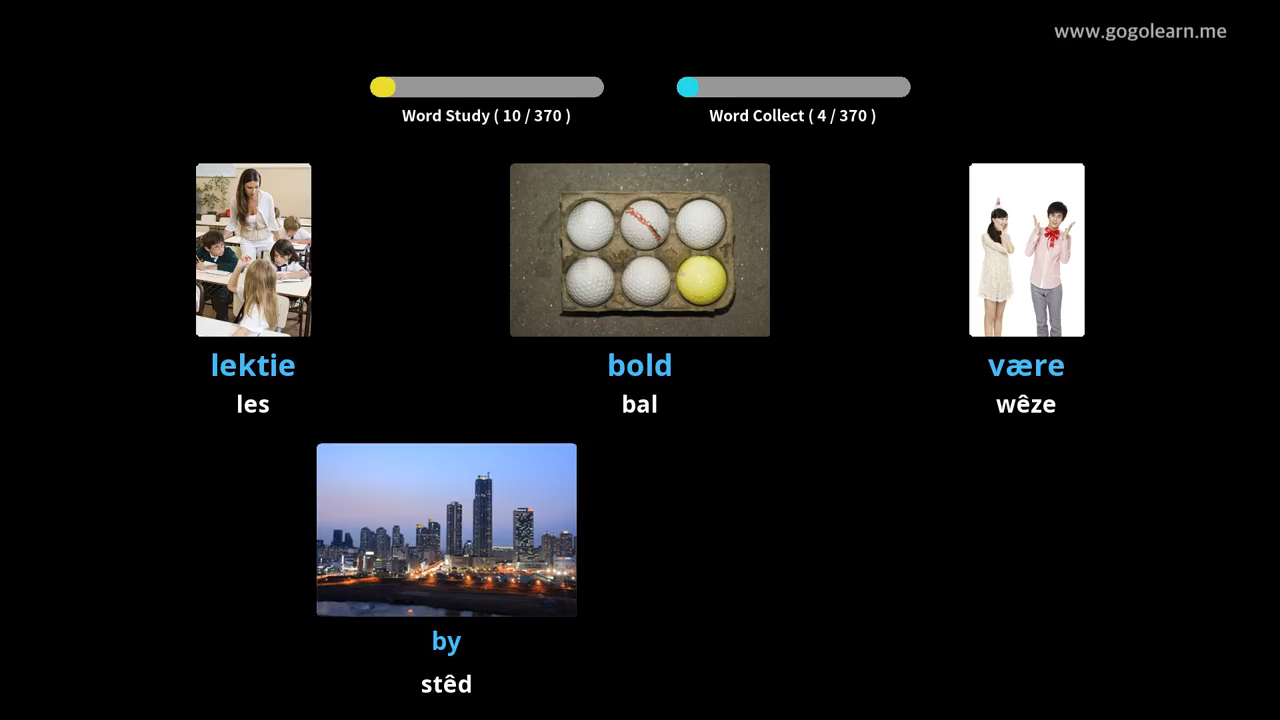 www.gogolearn.me
Word Study ( 10 / 370 )
Word Collect ( 4 / 370 )
lektie
les
bold
bal
være
wêze
by
stêd